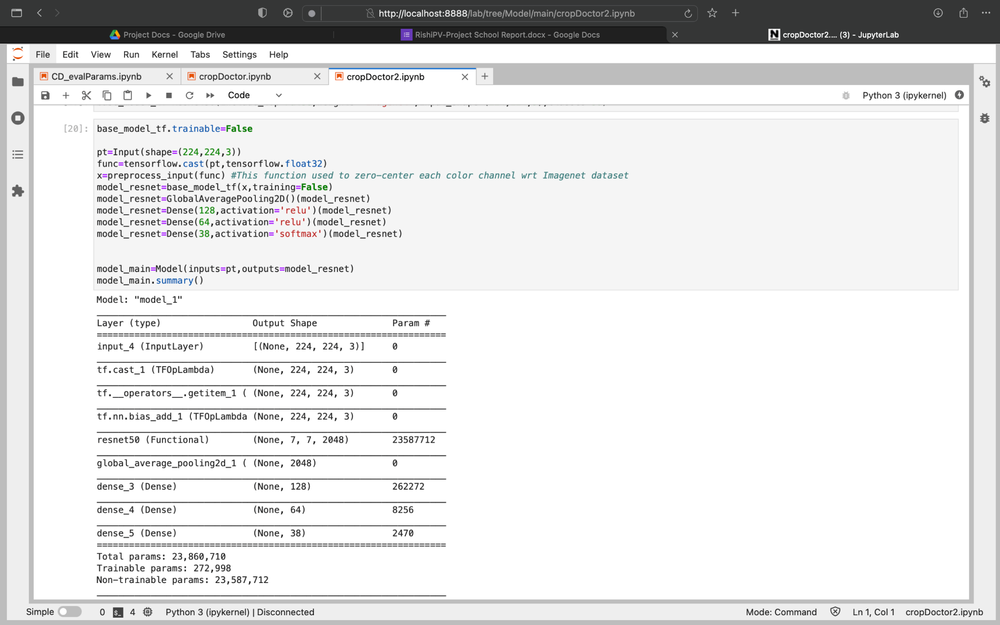 http://localhost:8888/lab/tree/Model/main/cropDoctor2.ipynb
Project Docs - Google Drive
RishiPV-Project School Report.docx - Google Docs
cropDoctor2.... (3) - JupyterLab
File Edit View Run Kernel Tabs Settings Help
CD_evalParams.ipynb
cropDoctor.ipynb
cropDoctor2.ipynb
Code
Python 3 (ipykernel)
[20]:
base_model_tf.trainable=False
pt=Input(shape=(224,224,3))
func=tensorflow.cast(pt,tensorflow.float32)
x=preprocess_input(func) #This function used to zero-center each color channel wrt Imagenet dataset
model_resnet=base_model_tf(x,training=False)
model_resnet=GlobalAveragePooling2D()(model_resnet)
model_resnet=Dense(128,activation='relu')(model_resnet)
model_resnet=Dense(64,activation='relu')(model_resnet)
model_resnet=Dense(38,activation='softmax')(model_resnet)
model_main=Model(inputs=pt,outputs=model_resnet)
model_main.summary()
Model: "model_1"
Layer (type) Output Shape Param #
input_4 (InputLayer) [(None, 224, 224, 3)] 0
tf.cast_1 (TFOpLambda) (None, 224, 224, 3) 0
tf.__operators__.getitem_1 ( (None, 224, 224, 3) 0
tf.nn.bias_add_1 (TFOpLambda (None, 224, 224, 3) 0
resnet50 (Functional) (None, 7, 7, 2048) 23587712
global_average_pooling2d_1 ( (None, 2048) 0
dense_3 (Dense) (None, 128) 262272
dense_4 (Dense) (None, 64) 8256
dense_5 (Dense) (None, 38) 2470
Total params: 23,860,710
Trainable params: 272,998
Non-trainable params: 23,587,712
Simple 0 $_ 4 Python 3 (ipykernel) | Disconnected
Mode: Command Ln 1, Col 1 cropDoctor2.ipynb